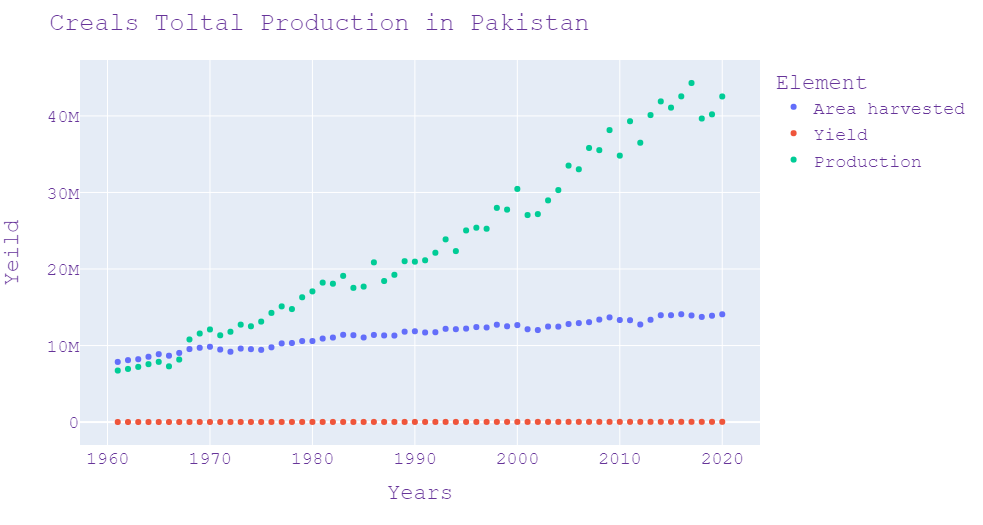 Creals Toltal Production in Pakistan
Element
Area harvested
Yield
Production
Yeild
40M
30M
20M
10M
0
1960 1970 1980 1990 2000 2010 2020
Years